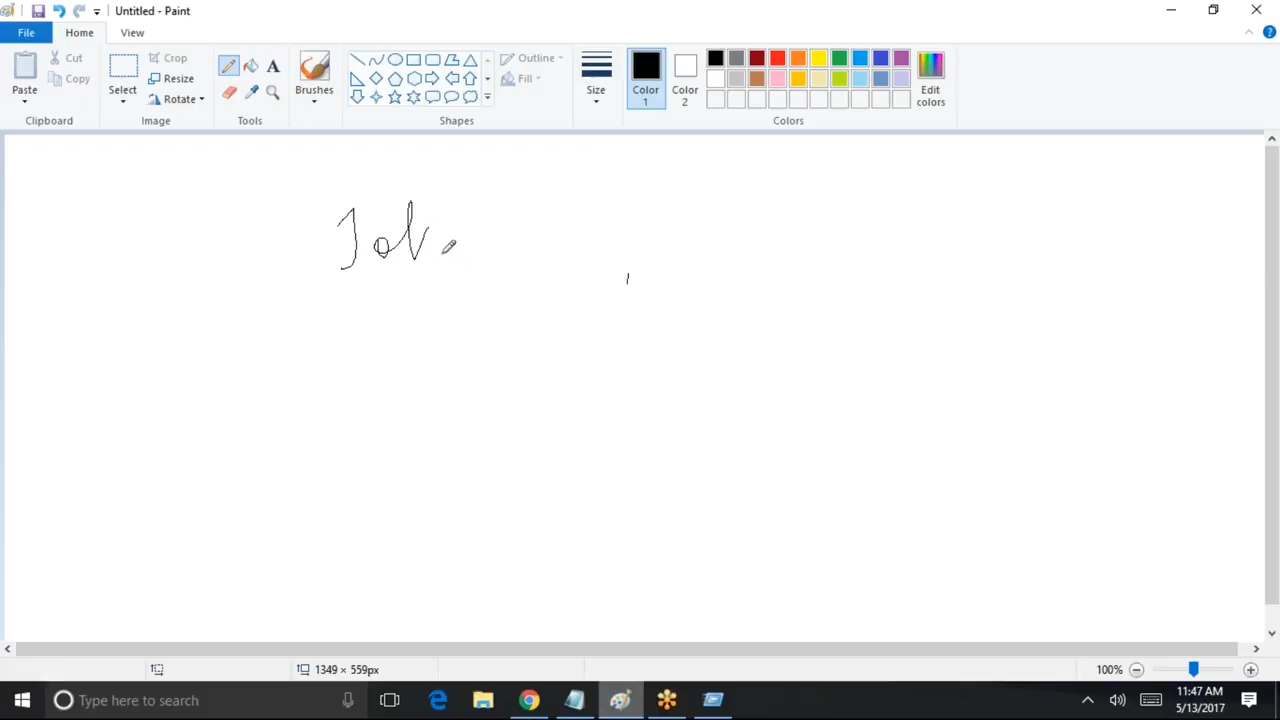 Untitled - Paint
File Home View
Paste
Cut
Copy
Clipboard
Select
Crop
Resize
Rotate
Image
Tools
Brushes
Shapes
Outline
Fill
Size
Color 1
Color 2
Edit colors
Colors
Job
1349 × 559px
100%
Type here to search
11:47 AM
5/13/2017